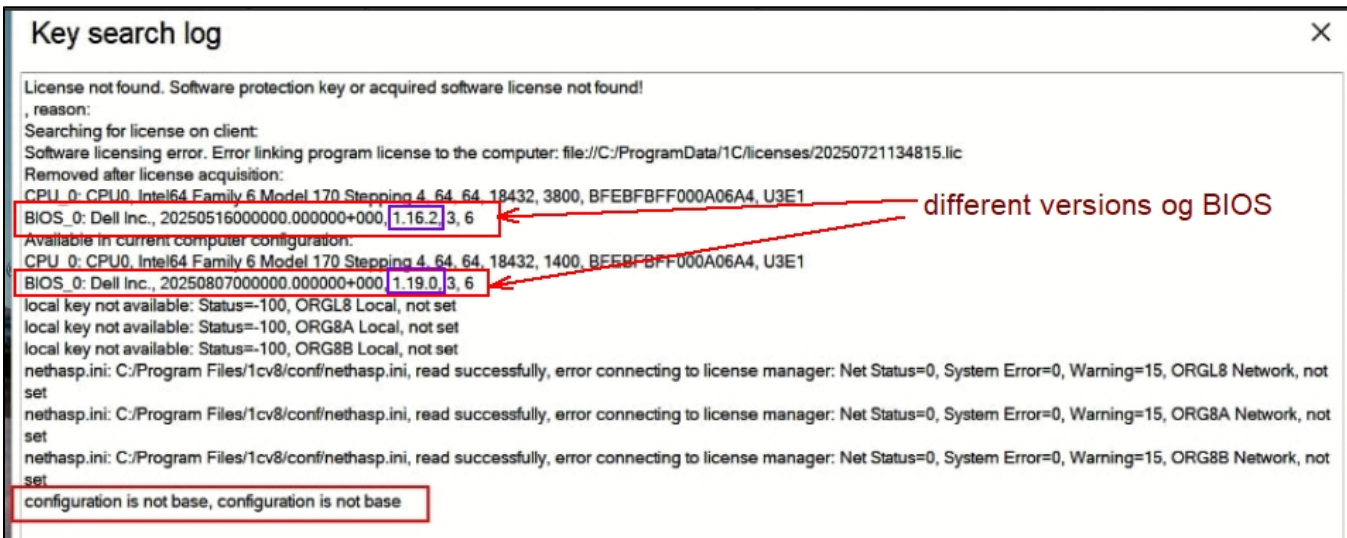 Key search log
License not found. Software protection key or acquired software license not found!
, reason:
Searching for license on client:
Software licensing error. Error linking program license to the computer: file://C:/ProgramData/1C/licenses/20250721134815.lic
Removed after license acquisition:
CPU_0: CPU0, Intel64 Family 6 Model 170 Stepping 4, 64, 64, 18432, 3800, BFEBFBFF000A06A4, U3E1
BIOS_0: Dell Inc., 20250516000000.000000+000, 1.16.2, 3, 6
different versions og BIOS
Available in current computer configuration:
CPU_0: CPU0, Intel64 Family 6 Model 170 Stepping 4, 64, 64, 18432, 1400, BFEBFBFF000A06A4, U3E1
BIOS_0: Dell Inc., 20250807000000.000000+000, 1.19.0, 3, 6
local key not available: Status=-100, ORGL8 Local, not set
local key not available: Status=-100, ORG8A Local, not set
local key not available: Status=-100, ORG8B Local, not set
nethasp.ini: C:/Program Files/1cv8/conf/nethasp.ini, read successfully, error connecting to license manager: Net Status=0, System Error=0, Warning=15, ORGL8 Network, not
set
nethasp.ini: C:/Program Files/1cv8/conf/nethasp.ini, read successfully, error connecting to license manager: Net Status=0, System Error=0, Warning=15, ORG8A Network, not
set
nethasp.ini: C:/Program Files/1cv8/conf/nethasp.ini, read successfully, error connecting to license manager: Net Status=0, System Error=0, Warning=15, ORG8B Network, not
set
configuration is not base, configuration is not base